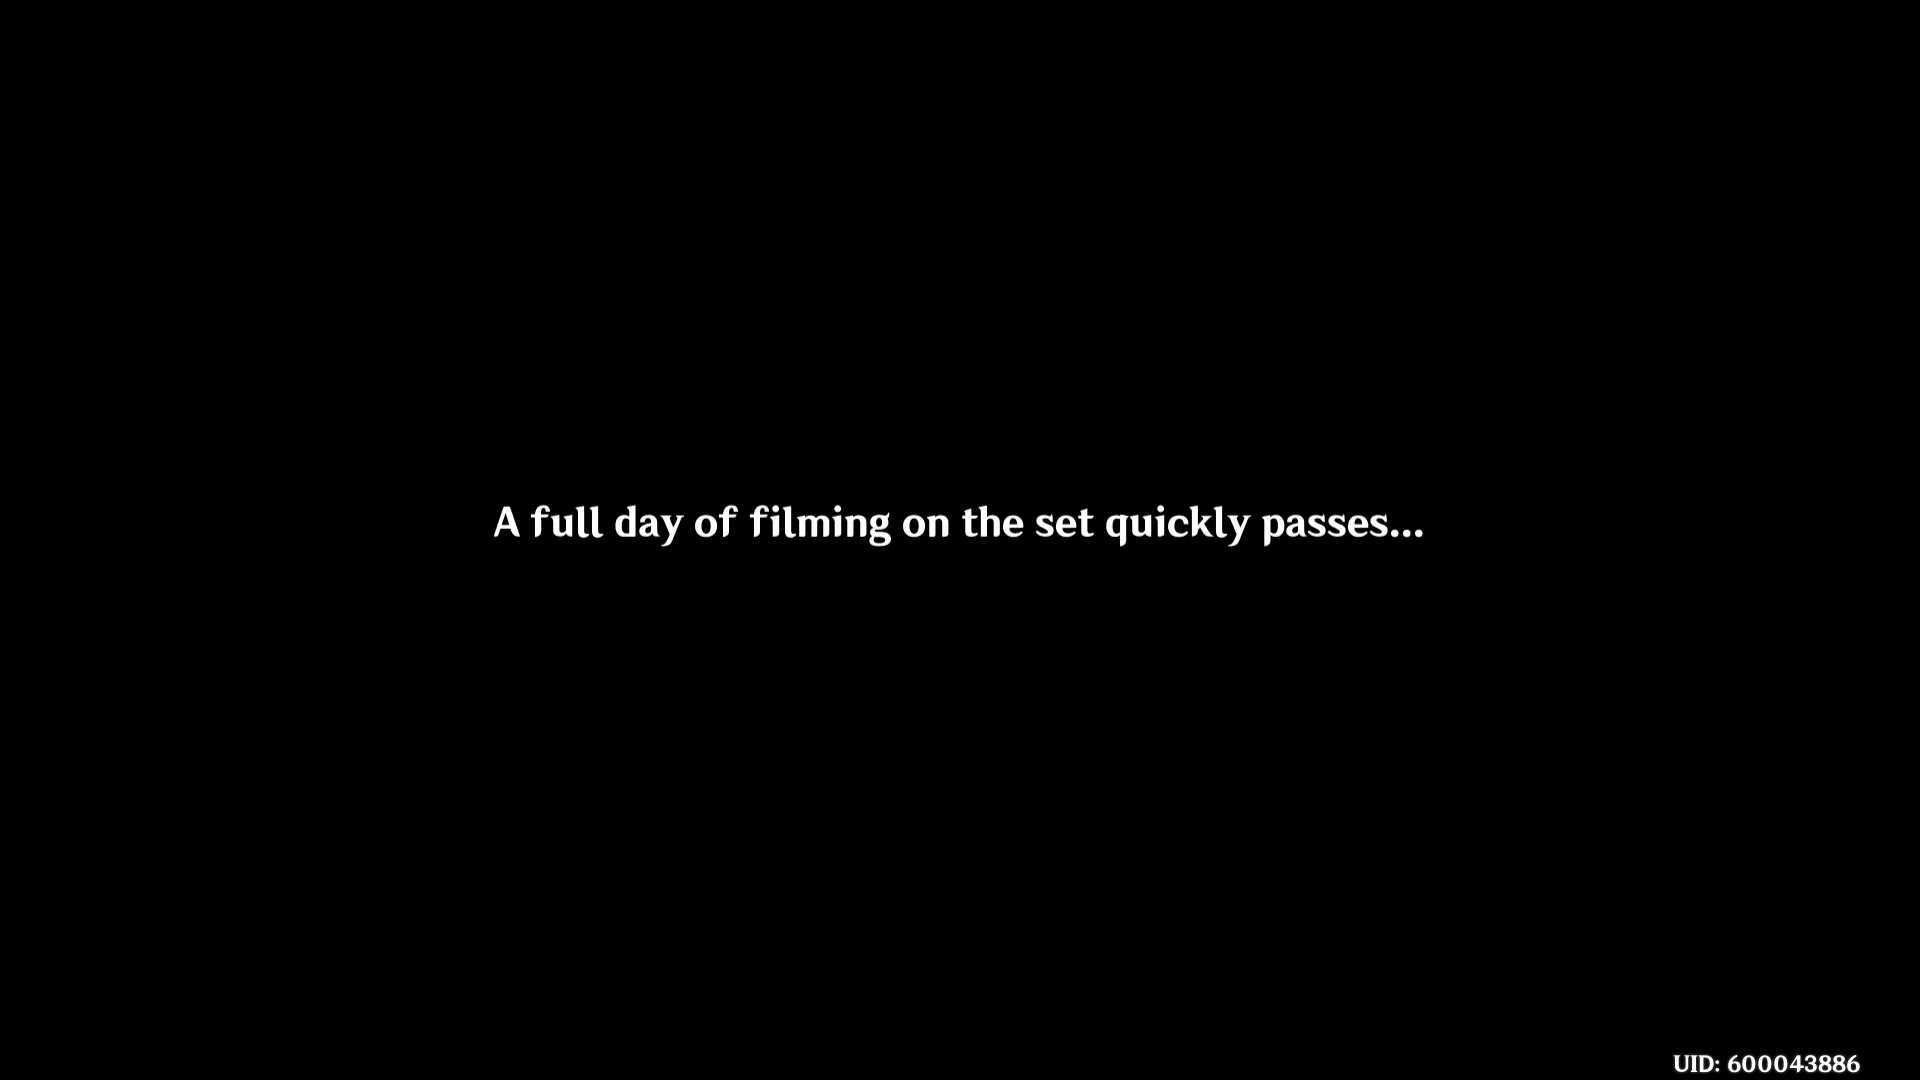 A full day of filming on the set quickly passes...
UID: 600043886